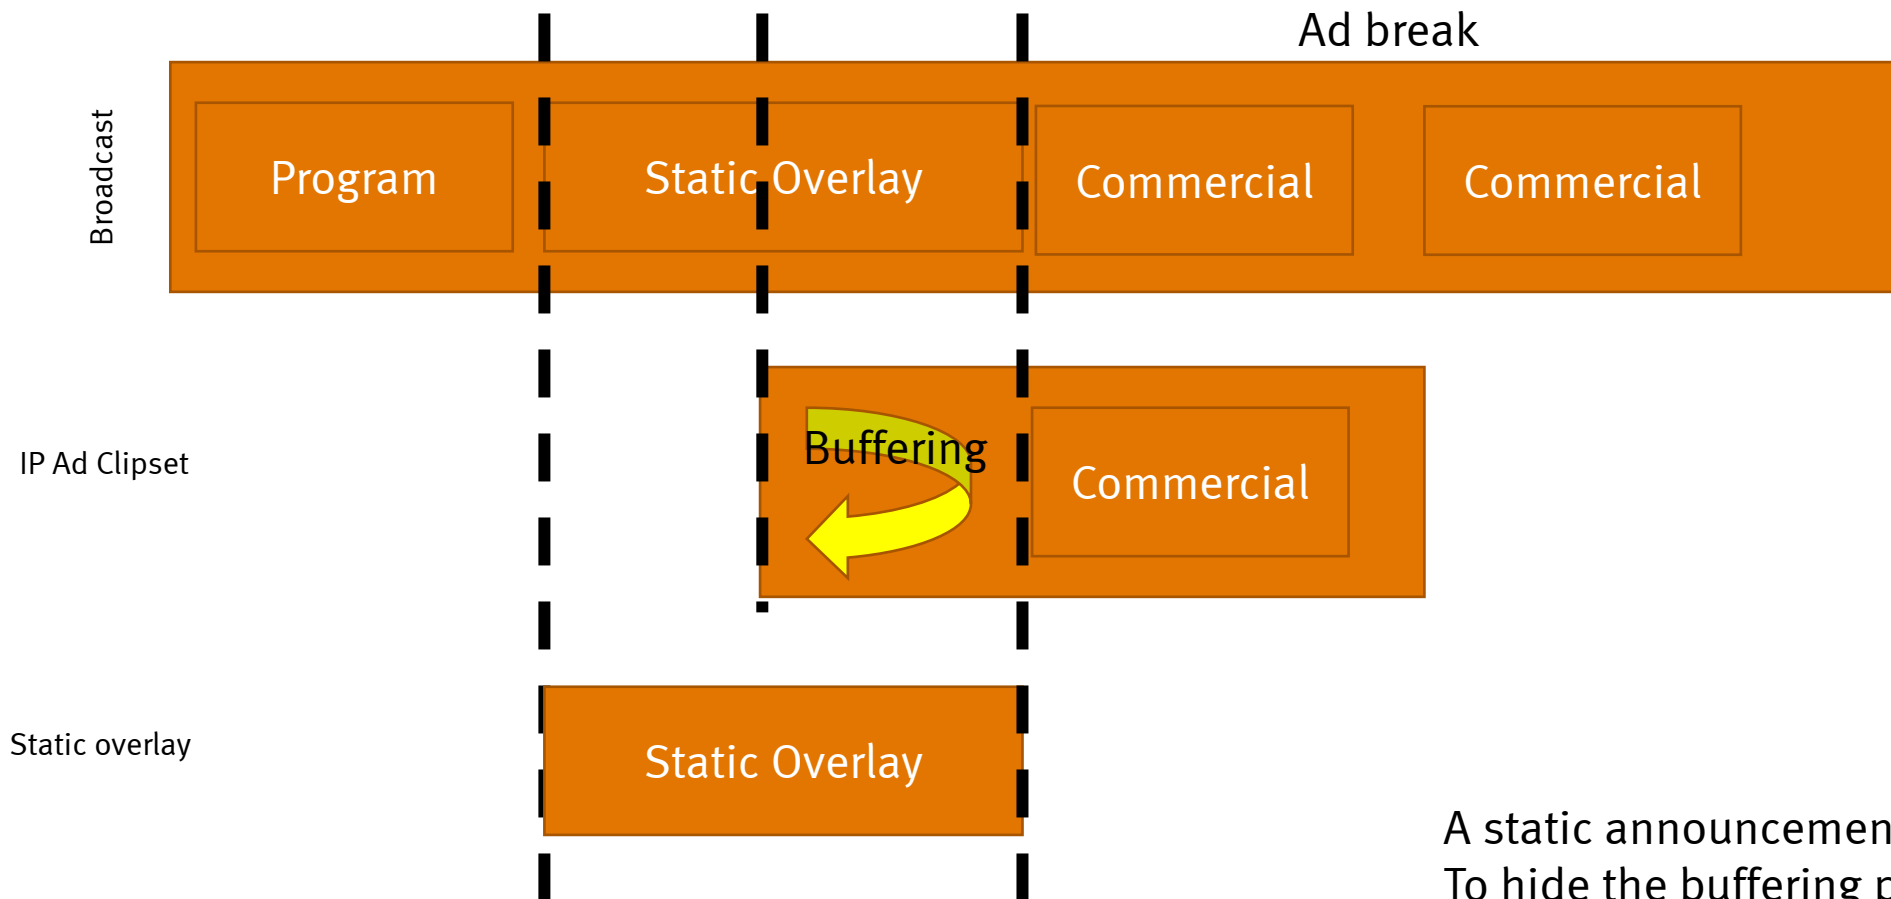 Ad break
Broadcast
Program
Static Overlay
Commercial
Commercial
IP Ad Clipset
Buffering
Commercial
Static overlay
Static Overlay
A static
To hide the buffering